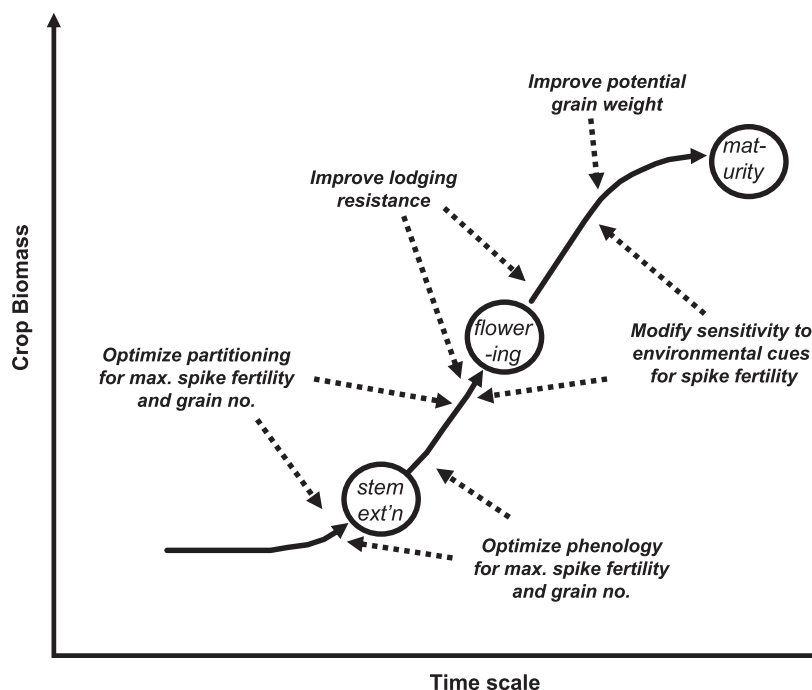 Improve potential
grain weight
mat-
urity
Improve lodging
resistance
Crop Biomass
flower
-ing
Modify sensitivity to
environmental cues
for spike fertility
Optimize partitioning
for max. spike fertility
and grain no.
stem
ext'n
Optimize phenology
for max. spike fertility
and grain no.
Time scale